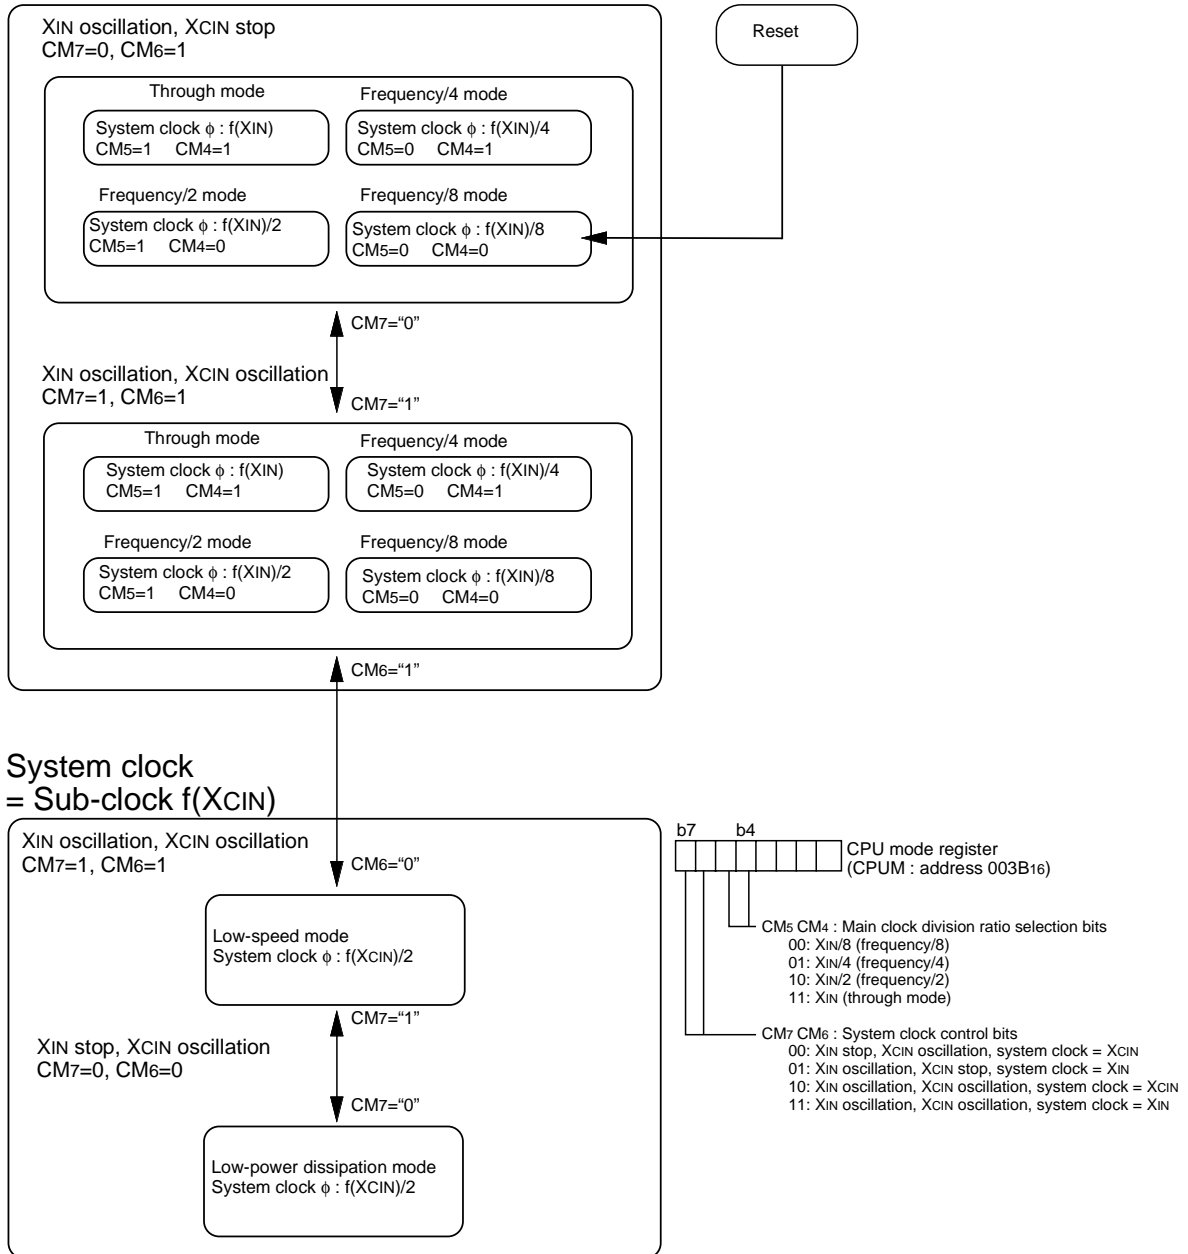 XIN oscillation, XCIN stop
CM7=0, CM6=1
Reset
Through mode
System clock ϕ : f(XIN)
CM5=1 CM4=1
Frequency/4 mode
System clock ϕ : f(XIN)/4
CM5=0 CM4=1
Frequency/2 mode
System clock ϕ : f(XIN)/2
CM5=1 CM4=0
Frequency/8 mode
System clock ϕ : f(XIN)/8
CM5=0 CM4=0
CM7=“0”
XIN oscillation, XCIN oscillation
CM7=1, CM6=1
CM7=“1”
Through mode
System clock ϕ : f(XIN)
CM5=1 CM4=1
Frequency/4 mode
System clock ϕ : f(XIN)/4
CM5=0 CM4=1
Frequency/2 mode
System clock ϕ : f(XIN)/2
CM5=1 CM4=0
Frequency/8 mode
System clock ϕ : f(XIN)/8
CM5=0 CM4=0
CM6=“1”
System clock
= Sub-clock f(XCIN)
XIN oscillation, XCIN oscillation
CM7=1, CM6=1
CM6=“0”
Low-speed mode
System clock ϕ : f(XCIN)/2
CM7=“1”
XIN stop, XCIN oscillation
CM7=0, CM6=0
CM7=“0”
Low-power dissipation mode
System clock ϕ : f(XCIN)/2
b7 b4
CPU mode register
(CPUM : address 003B16)
CM5 CM4 : Main clock division ratio selection bits
00: XIN/8 (frequency/8)
01: XIN/4 (frequency/4)
10: XIN/2 (frequency/2)
11: XIN (through mode)
CM7 CM6 : System clock control bits
00: XIN stop, XCIN oscillation, system clock = XCIN
01: XIN oscillation, XCIN stop, system clock = XIN
10: XIN oscillation, XCIN oscillation, system clock = XCIN
11: XIN oscillation, XCIN oscillation, system clock = XIN